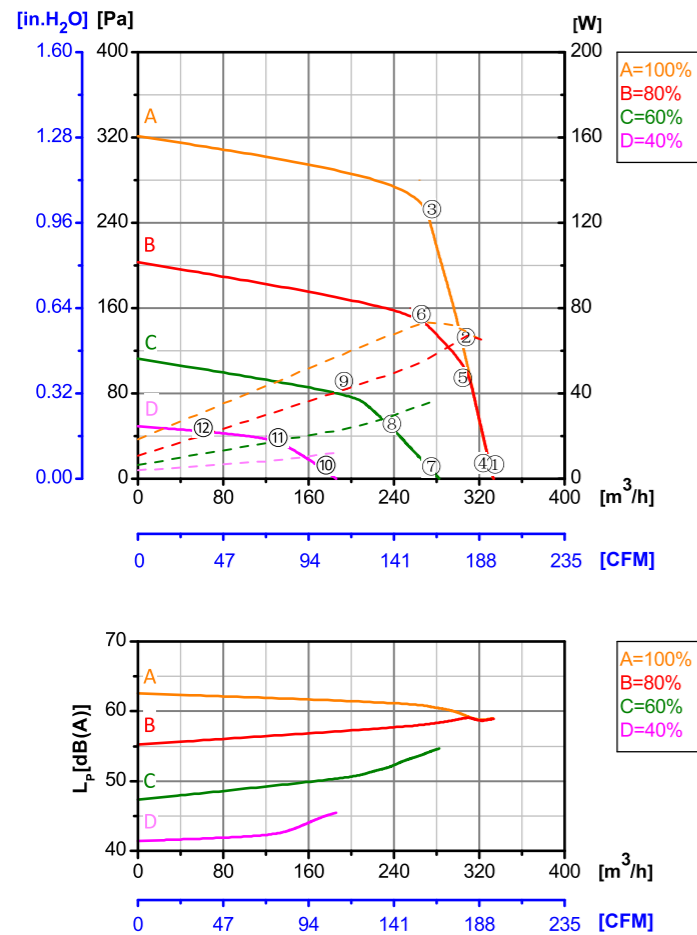 [in.H2O] [Pa] [W]
1.60 400 200
A=100%
B=80%
C=60%
D=40%
1.28 320 160
A
0.96 240 120
③
B
0.64 160 80
⑥ ②
C
0.32 80 40
⑨ ⑤
D
⑫ ⑪ ⑧
⑩ ⑦ ④ ①
0.00 0 0
0 80 160 240 320 400 [m3/h]
0 47 94 141 188 235 [CFM]
70
A=100%
B=80%
C=60%
D=40%
A
60
B
LP[dB(A)]
50
C
D
40
0 80 160 240 320 400 [m3/h]
0 47 94 141 188 235 [CFM]